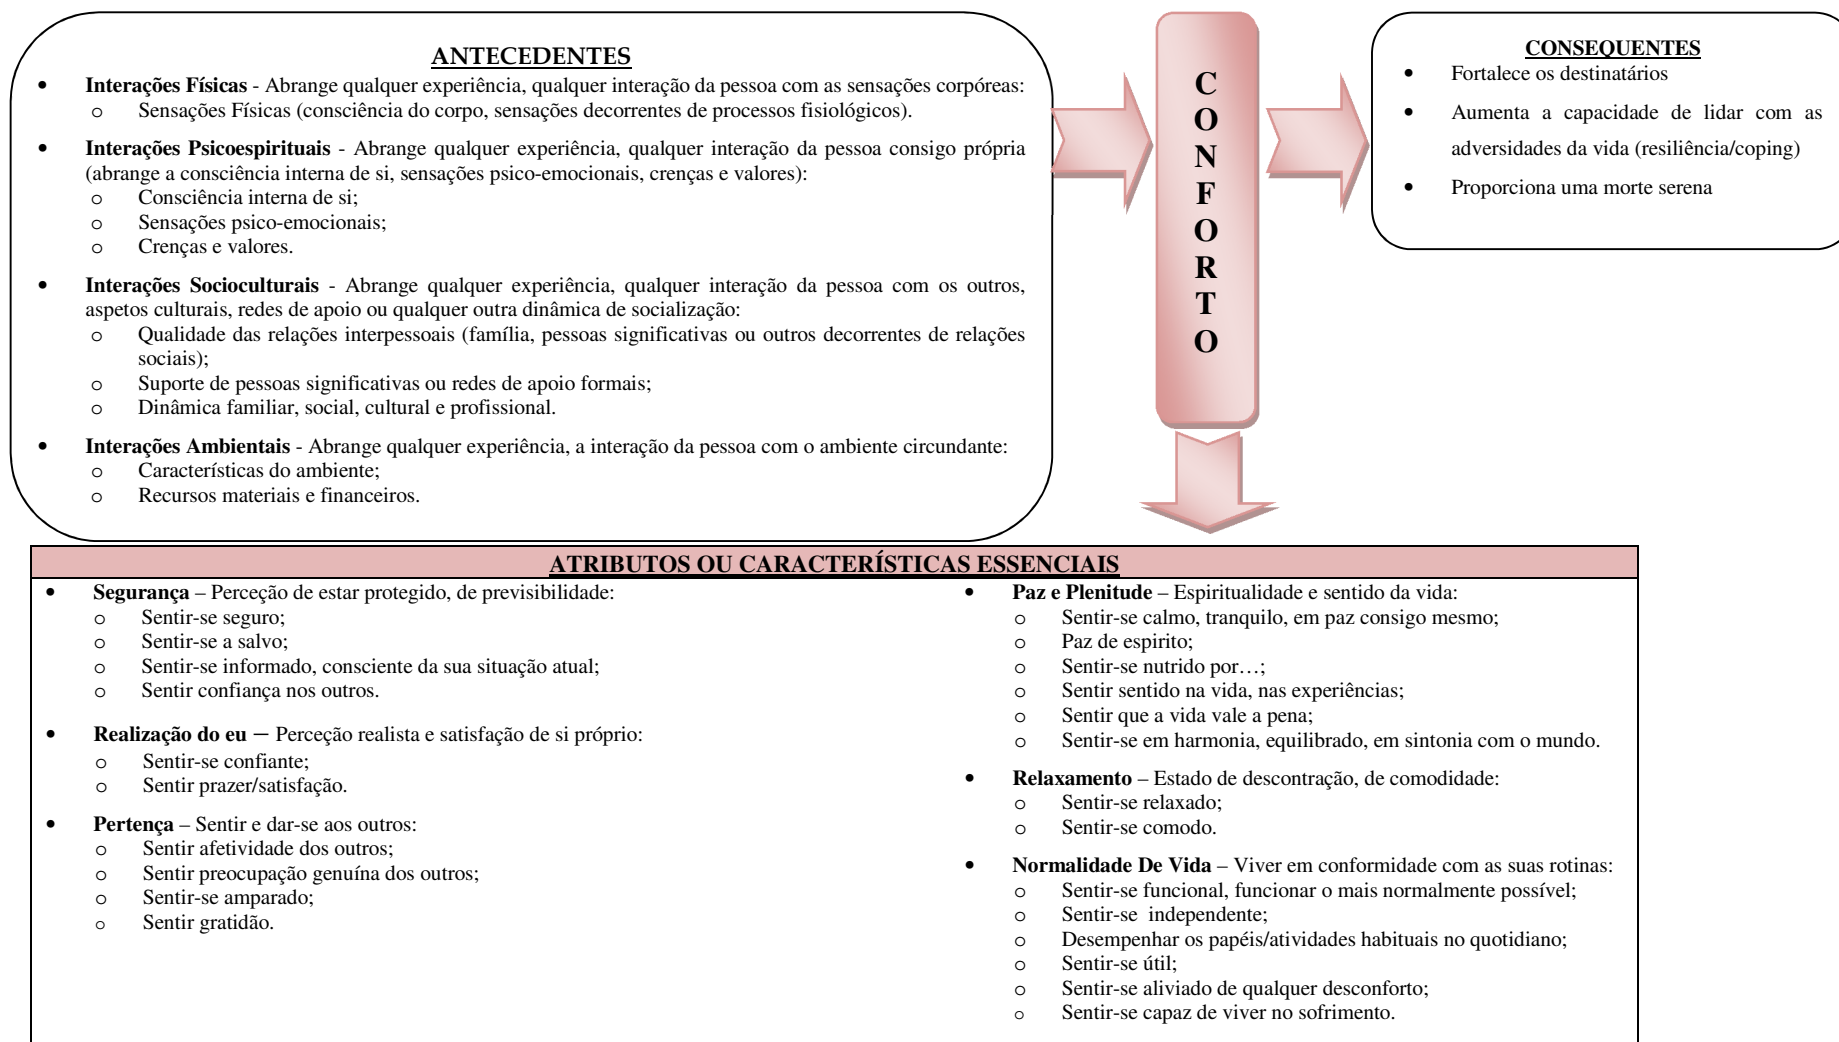 ANTECEDENTES
• Interações Físicas - Abrange qualquer experiência, qualquer interação da pessoa com as sensações corpóreas:
o Sensações Físicas (consciência do corpo, sensações decorrentes de processos fisiológicos).
• Interações Psicoespirituais - Abrange qualquer experiência, qualquer interação da pessoa consigo própria
(abrange a consciência interna de si, sensações psico-emocionais, crenças e valores):
o Consciência interna de si;
o Sensações psico-emocionais;
o Crenças e valores.
• Interações Socioculturais - Abrange qualquer experiência, qualquer interação da pessoa com os outros,
aspetos culturais, redes de apoio ou qualquer outra dinâmica de socialização:
o Qualidade das relações interpessoais (família, pessoas significativas ou outros decorrentes de relações
sociais);
o Suporte de pessoas significativas ou redes de apoio formais;
o Dinâmica familiar, social, cultural e profissional.
• Interações Ambientais - Abrange qualquer experiência, a interação da pessoa com o ambiente circundante:
o Características do ambiente;
o Recursos materiais e financeiros.
C
O
N
F
O
R
T
O
CONSEQUENTES
• Fortalece os destinatários
• Aumenta a capacidade de lidar com as
adversidades da vida (resiliência/coping)
• Proporciona uma morte serena
ATRIBUTOS OU CARACTERÍSTICAS ESSENCIAIS
• Segurança – Perceção de estar protegido, de previsibilidade:
o Sentir-se seguro;
o Sentir-se a salvo;
o Sentir-se informado, consciente da sua situação atual;
o Sentir confiança nos outros.
• Realização do eu – Perceção realista e satisfação de si próprio:
o Sentir-se confiante;
o Sentir prazer/satisfação.
• Pertença – Sentir e dar-se aos outros:
o Sentir afetividade dos outros;
o Sentir preocupação genuína dos outros;
o Sentir-se amparado;
o Sentir gratidão.
• Paz e Plenitude – Espiritualidade e sentido da vida:
o Sentir-se calmo, tranquilo, em paz consigo mesmo;
o Paz de espirito;
o Sentir-se nutrido por…;
o Sentir sentido na vida, nas experiências;
o Sentir que a vida vale a pena;
o Sentir-se em harmonia, equilibrado, em sintonia com o mundo.
• Relaxamento – Estado de descontração, de comodidade:
o Sentir-se relaxado;
o Sentir-se comodo.
• Normalidade De Vida – Viver em conformidade com as suas rotinas:
o Sentir-se funcional, funcionar o mais normalmente possível;
o Sentir-se independente;
o Desempenhar os papéis/atividades habituais no quotidiano;
o Sentir-se útil;
o Sentir-se aliviado de qualquer desconforto;
o Sentir-se capaz de viver no sofrimento.